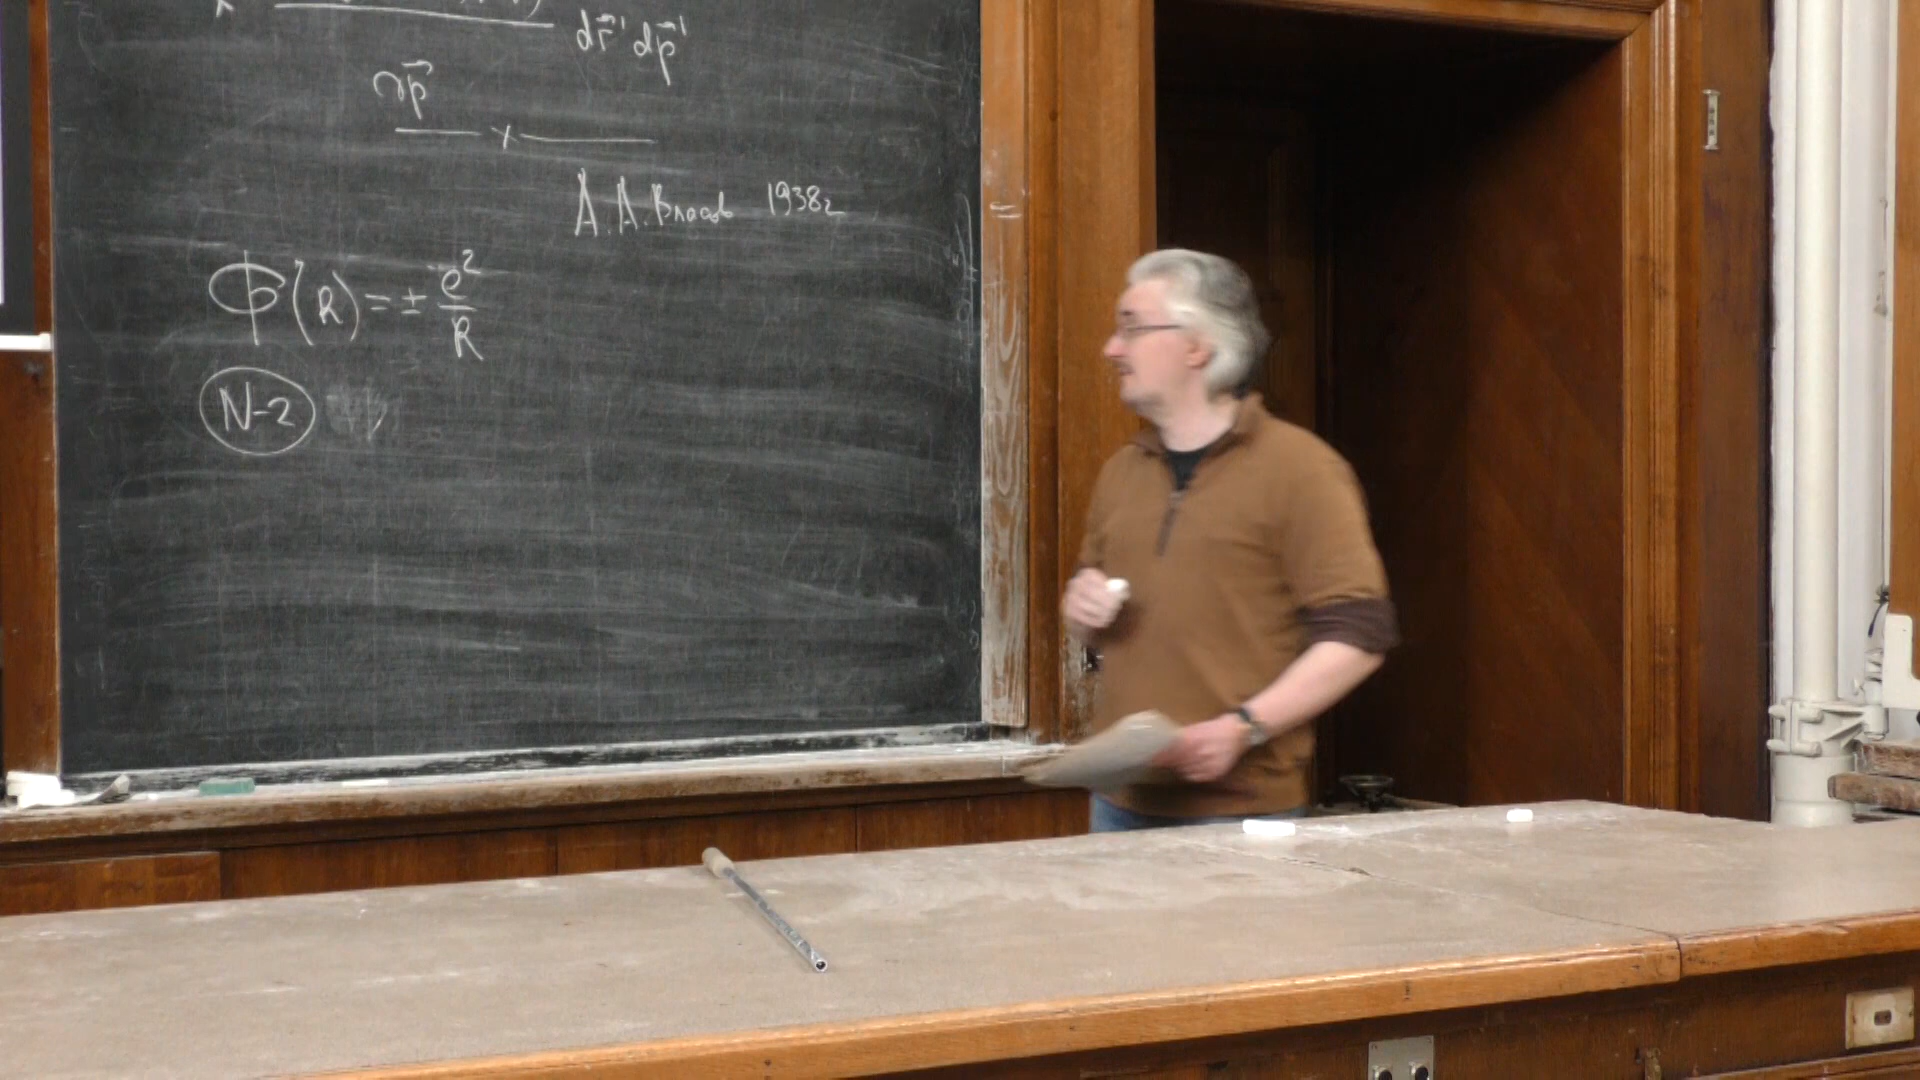 dr⃗' dp⃗'
∂p⃗
А.А.Власов 1938г
Φ(R) = ± e²/R
N-2